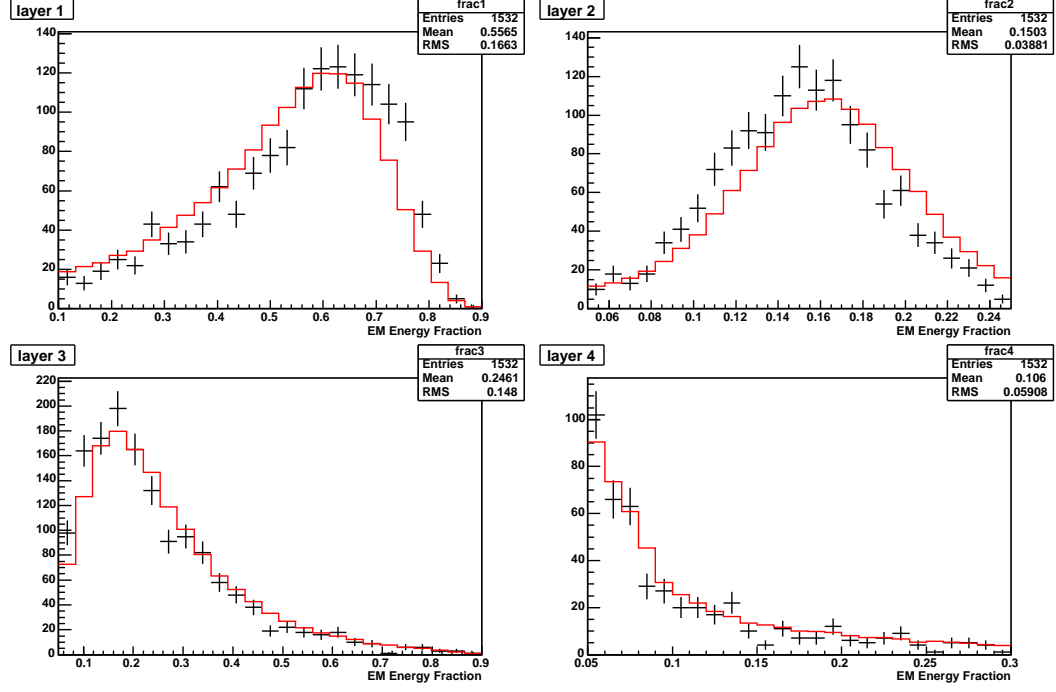 layer 1
frac1
Entries 1532
Mean 0.5565
RMS 0.1663
140
120
100
80
60
40
20
0
0.1 0.2 0.3 0.4 0.5 0.6 0.7 0.8 0.9
EM Energy Fraction
layer 2
frac2
Entries 1532
Mean 0.1503
RMS 0.03881
140
120
100
80
60
40
20
0
0.06 0.08 0.1 0.12 0.14 0.16 0.18 0.2 0.22 0.24
EM Energy Fraction
layer 3
frac3
Entries 1532
Mean 0.2461
RMS 0.148
220
200
180
160
140
120
100
80
60
40
20
0
0.1 0.2 0.3 0.4 0.5 0.6 0.7 0.8 0.9
EM Energy Fraction
layer 4
frac4
Entries 1532
Mean 0.106
RMS 0.05908
100
80
60
40
20
0
0.05 0.1 0.15 0.2 0.25 0.3
EM Energy Fraction